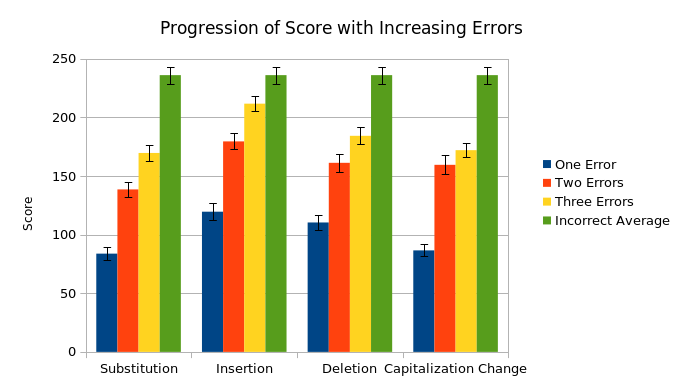 Progression of Score with Increasing Errors
250
200
150
100
50
0
Score
Substitution
Insertion
Deletion
Capitalization Change
One Error
Two Errors
Three Errors
Incorrect Average